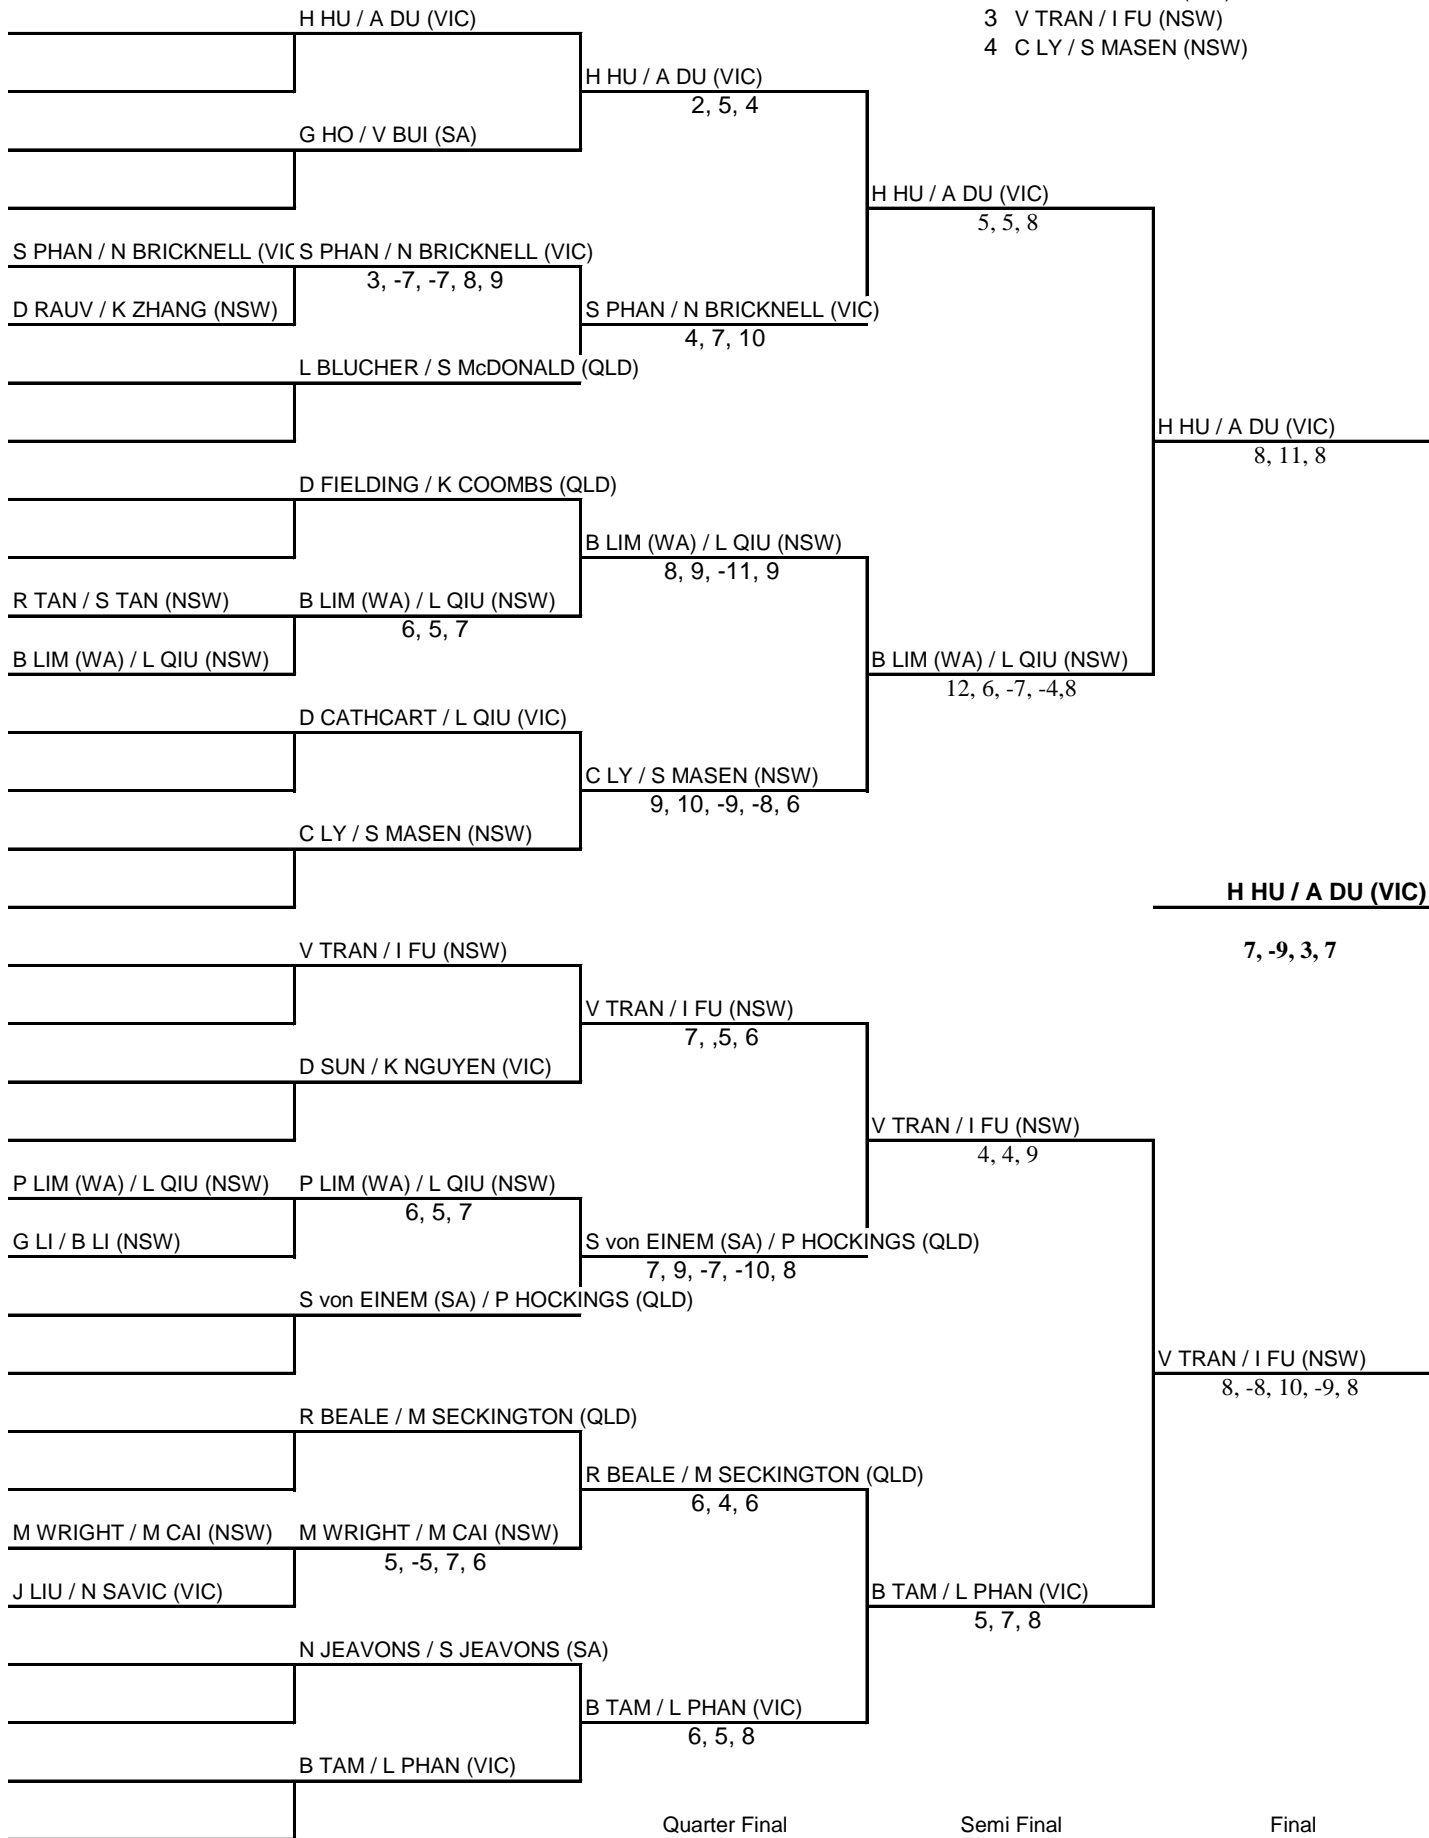 H HU / A DU (VIC)
3 V TRAN / I FU (NSW)
4 C LY / S MASEN (NSW)
H HU / A DU (VIC)
2, 5, 4
G HO / V BUI (SA)
H HU / A DU (VIC)
5, 5, 8
S PHAN / N BRICKNELL (VIC S PHAN / N BRICKNELL (VIC)
3, -7, -7, 8, 9
D RAUV / K ZHANG (NSW) S PHAN / N BRICKNELL (VIC)
4, 7, 10
L BLUCHER / S McDONALD (QLD)
H HU / A DU (VIC)
8, 11, 8
D FIELDING / K COOMBS (QLD)
B LIM (WA) / L QIU (NSW)
8, 9, -11, 9
R TAN / S TAN (NSW) B LIM (WA) / L QIU (NSW)
6, 5, 7
B LIM (WA) / L QIU (NSW) B LIM (WA) / L QIU (NSW)
12, 6, -7, -4,8
D CATHCART / L QIU (VIC)
C LY / S MASEN (NSW)
9, 10, -9, -8, 6
C LY / S MASEN (NSW)
H HU / A DU (VIC)
V TRAN / I FU (NSW) 7, -9, 3, 7
V TRAN / I FU (NSW)
7, ,5, 6
D SUN / K NGUYEN (VIC)
V TRAN / I FU (NSW)
4, 4, 9
P LIM (WA) / L QIU (NSW) P LIM (WA) / L QIU (NSW)
6, 5, 7
G LI / B LI (NSW) S von EINEM (SA) / P HOCKINGS (QLD)
7, 9, -7, -10, 8
S von EINEM (SA) / P HOCKINGS (QLD)
V TRAN / I FU (NSW)
8, -8, 10, -9, 8
R BEALE / M SECKINGTON (QLD)
R BEALE / M SECKINGTON (QLD)
6, 4, 6
M WRIGHT / M CAI (NSW) M WRIGHT / M CAI (NSW)
5, -5, 7, 6
J LIU / N SAVIC (VIC) B TAM / L PHAN (VIC)
5, 7, 8
N JEAVONS / S JEAVONS (SA)
B TAM / L PHAN (VIC)
6, 5, 8
B TAM / L PHAN (VIC)
Quarter Final Semi Final Final